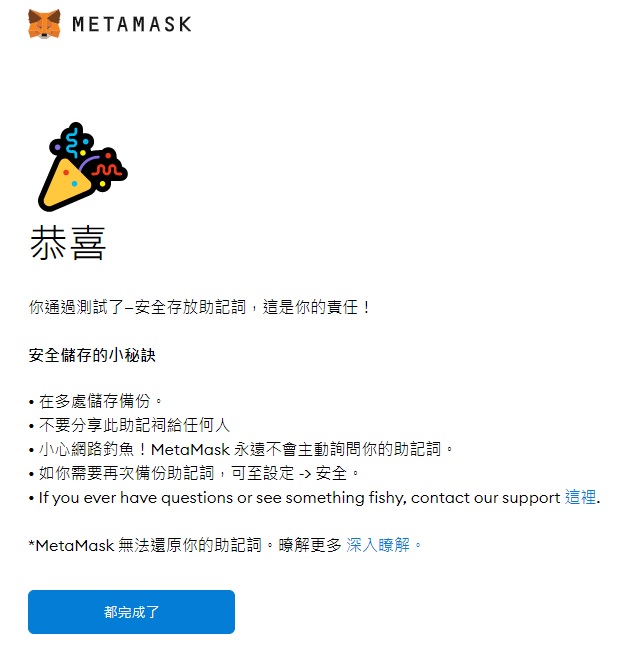 METAMASK
恭喜
你通過測試了–安全存放助記詞，這是你的責任！
安全儲存的小秘訣
• 在多處儲存備份。
• 不要分享此助記祠給任何人
• 小心網路釣魚！MetaMask 永遠不會主動詢問你的助記詞。
• 如你需要再次備份助記詞，可至設定 -> 安全。
• If you ever have questions or see something fishy, contact our support 這裡.
*MetaMask 無法還原你的助記詞。瞭解更多 深入瞭解。
都完成了